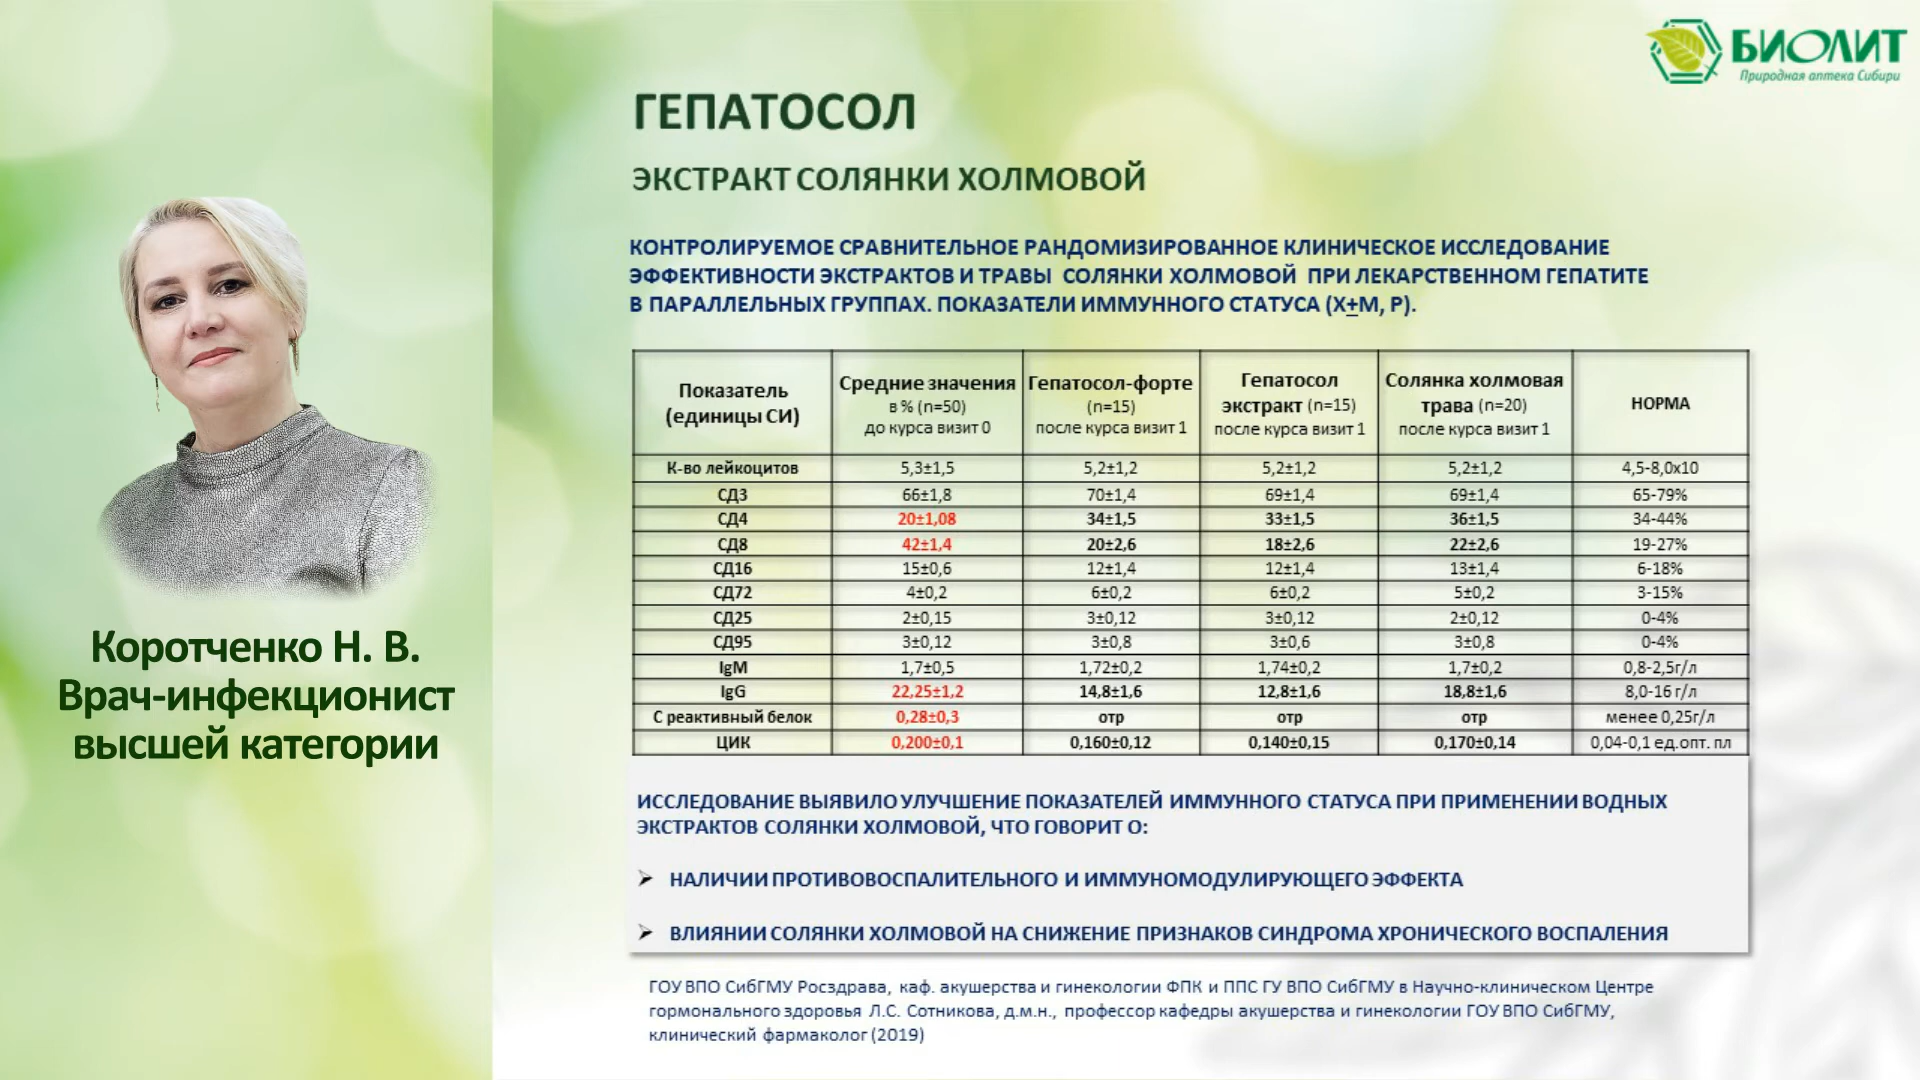 БИОЛИТ
Природная аптека Сибири
ГЕПАТОСОЛ
ЭКСТРАКТ СОЛЯНКИ ХОЛМОВОЙ
КОНТРОЛИРУЕМОЕ СРАВНИТЕЛЬНОЕ РАНДОМИЗИРОВАННОЕ КЛИНИЧЕСКОЕ ИССЛЕДОВАНИЕ
ЭФФЕКТИВНОСТИ ЭКСТРАКТОВ И ТРАВЫ СОЛЯНКИ ХОЛМОВОЙ ПРИ ЛЕКАРСТВЕННОМ ГЕПАТИТЕ
В ПАРАЛЛЕЛЬНЫХ ГРУППАХ. ПОКАЗАТЕЛИ ИММУННОГО СТАТУСА (Х±М, Р).
Показатель
(единицы СИ)
Средние значения
в % (n=50)
до курса визит 0
Гепатосол-форте
(n=15)
после курса визит 1
Гепатосол
экстракт (n=15)
после курса визит 1
Солянка холмовая
трава (n=20)
после курса визит 1
НОРМА
К-во лейкоцитов 5,3±1,5 5,2±1,2 5,2±1,2 5,2±1,2 4,5-8,0х10
СД3 66±1,8 70±1,4 69±1,4 69±1,4 65-79%
СД4 20±1,08 34±1,5 33±1,5 36±1,5 34-44%
СД8 42±1,4 20±2,6 18±2,6 22±2,6 19-27%
СД16 15±0,6 12±1,4 12±1,4 13±1,4 6-18%
СД72 4±0,2 6±0,2 6±0,2 5±0,2 3-15%
СД25 2±0,15 3±0,12 3±0,12 2±0,12 0-4%
СД95 3±0,12 3±0,8 3±0,6 3±0,8 0-4%
IgM 1,7±0,5 1,72±0,2 1,74±0,2 1,7±0,2 0,8-2,5г/л
IgG 22,25±1,2 14,8±1,6 12,8±1,6 18,8±1,6 8,0-16 г/л
С реактивный белок 0,28±0,3 отр отр отр менее 0,25г/л
ЦИК 0,200±0,1 0,160±0,12 0,140±0,15 0,170±0,14 0,04-0,1 ед.опт. пл
ИССЛЕДОВАНИЕ ВЫЯВИЛО УЛУЧШЕНИЕ ПОКАЗАТЕЛЕЙ ИММУННОГО СТАТУСА ПРИ ПРИМЕНЕНИИ ВОДНЫХ
ЭКСТРАКТОВ СОЛЯНКИ ХОЛМОВОЙ, ЧТО ГОВОРИТ О:
➢ НАЛИЧИИ ПРОТИВОВОСПАЛИТЕЛЬНОГО И ИММУНОМОДУЛИРУЮЩЕГО ЭФФЕКТА
➢ ВЛИЯНИИ СОЛЯНКИ ХОЛМОВОЙ НА СНИЖЕНИЕ ПРИЗНАКОВ СИНДРОМА ХРОНИЧЕСКОГО ВОСПАЛЕНИЯ
ГОУ ВПО СибГМУ Росздрава, каф. акушерства и гинекологии ФПК и ППС ГУ ВПО СибГМУ в Научно-клиническом Центре
гормонального здоровья Л.С. Сотникова, д.м.н., профессор кафедры акушерства и гинекологии ГОУ ВПО СибГМУ,
клинический фармаколог (2019)
Коротченко Н. В.
Врач-инфекционист
высшей категории